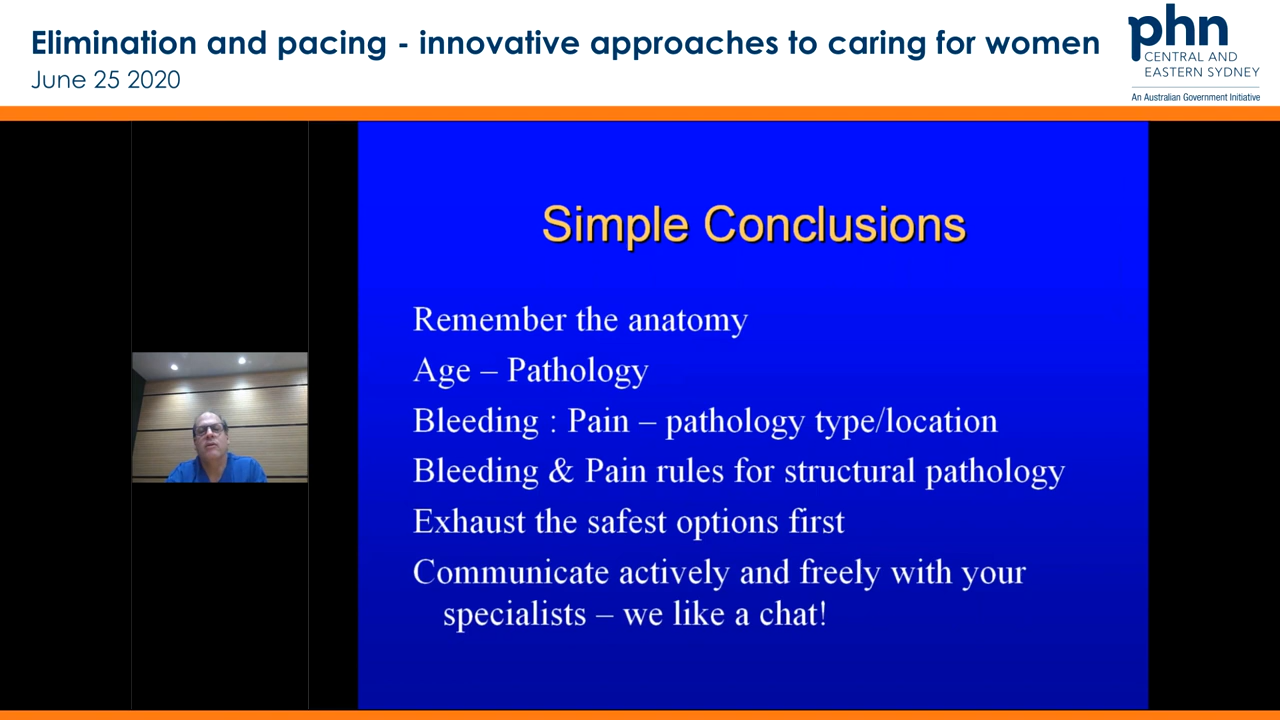 Elimination and pacing - innovative approaches to caring for women
June 25 2020
phn
CENTRAL AND
EASTERN SYDNEY
An Australian Government Initiative
Simple Conclusions
Remember the anatomy
Age – Pathology
Bleeding : Pain – pathology type/location
Bleeding & Pain rules for structural pathology
Exhaust the safest options first
Communicate actively and freely with your
specialists – we like a chat!